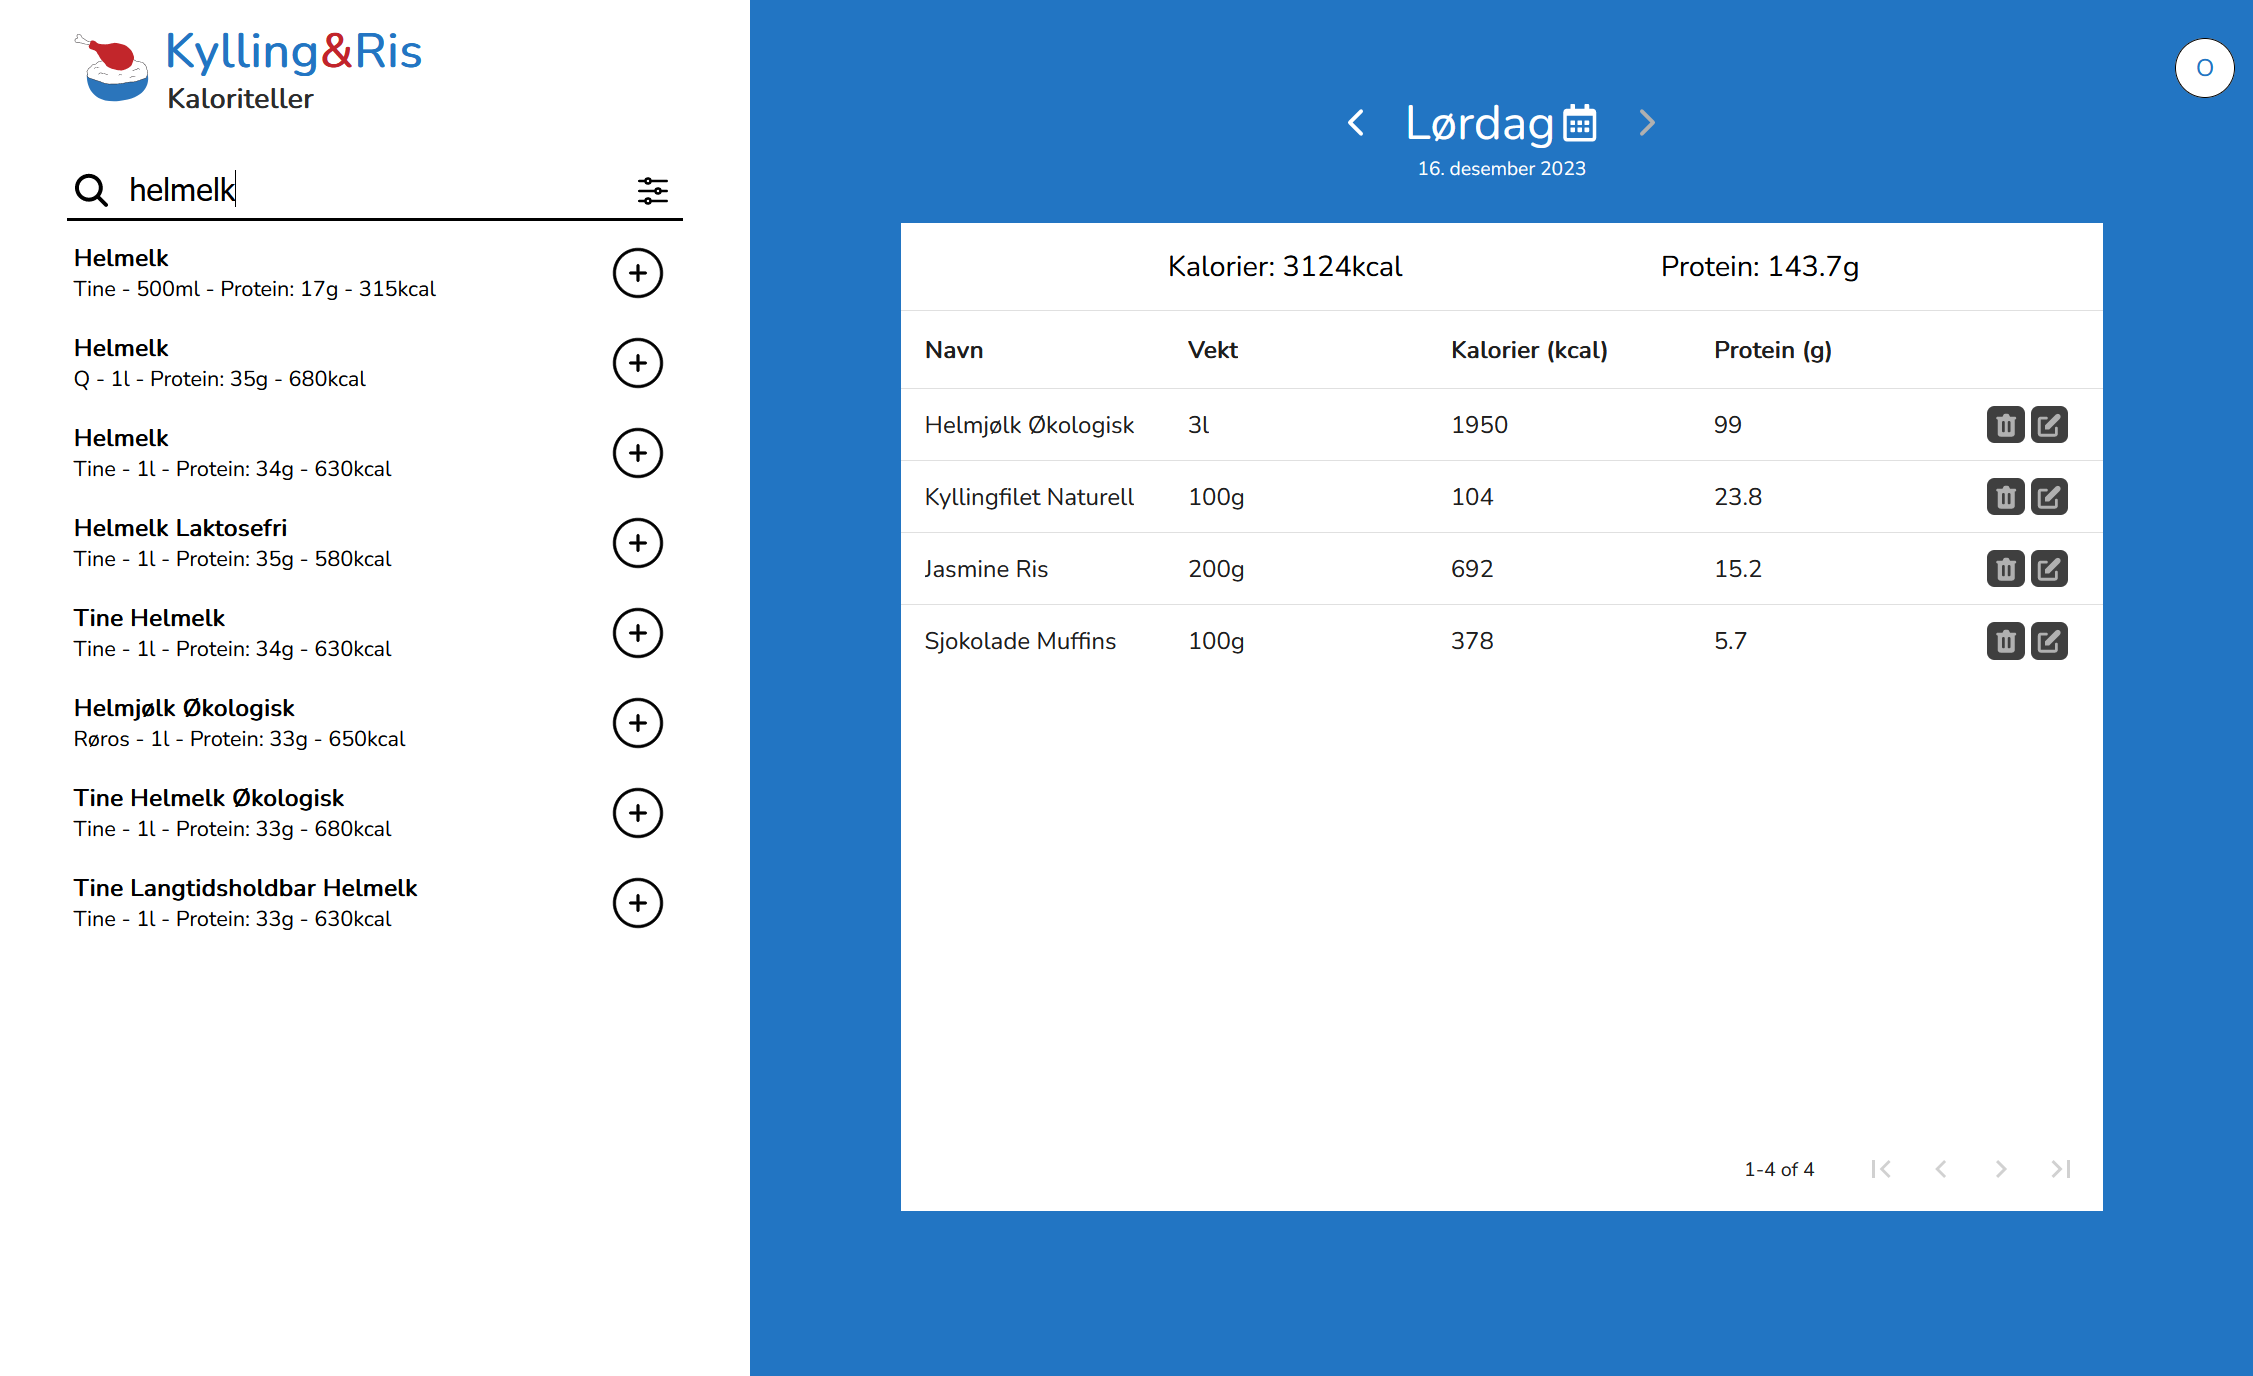 Kylling&Ris
Kaloriteller
helmelk
Helmelk
Tine - 500ml - Protein: 17g - 315kcal
Helmelk
Q - 1l - Protein: 35g - 680kcal
Helmelk
Tine - 1l - Protein: 34g - 630kcal
Helmelk Laktosefri
Tine - 1l - Protein: 35g - 580kcal
Tine Helmelk
Tine - 1l - Protein: 34g - 630kcal
Helmjølk Økologisk
Røros - 1l - Protein: 33g - 650kcal
Tine Helmelk Økologisk
Tine - 1l - Protein: 33g - 680kcal
Tine Langtidsholdbar Helmelk
Tine - 1l - Protein: 33g - 630kcal
O
Lørdag
16. desember 2023
Kalorier: 3124kcal Protein: 143.7g
Navn Vekt Kalorier (kcal) Protein (g)
Helmjølk Økologisk 3l 1950 99
Kyllingfilet Naturell 100g 104 23.8
Jasmine Ris 200g 692 15.2
Sjokolade Muffins 100g 378 5.7
1-4 of 4